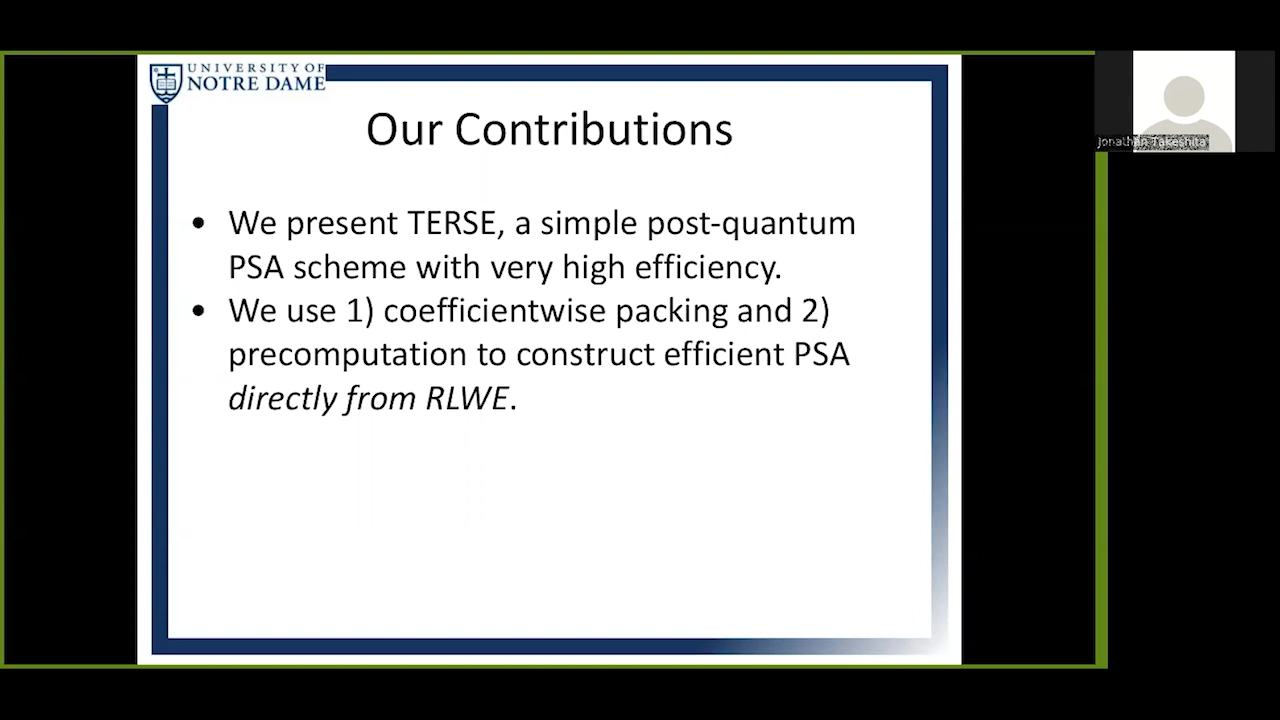 UNIVERSITY OF
NOTRE DAME
Our Contributions
• We present TERSE, a simple post-quantum
PSA scheme with very high efficiency.
• We use 1) coefficientwise packing and 2)
precomputation to construct efficient PSA
directly from RLWE.
Jonathan Takeshita